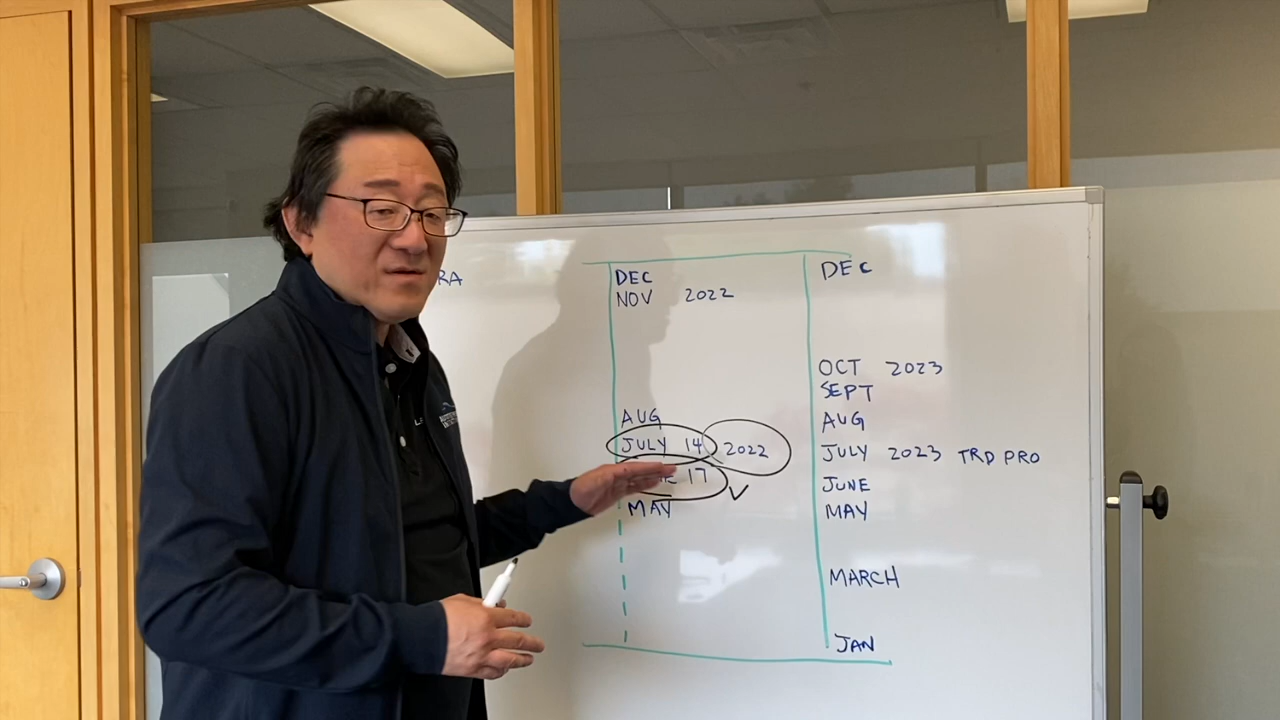 RA
DEC
NOV 2022
AUG
JULY 14 2022
17
MAY
DEC
OCT 2023
SEPT
AUG
JULY 2023 TRD PRO
JUNE
MAY
MARCH
JAN